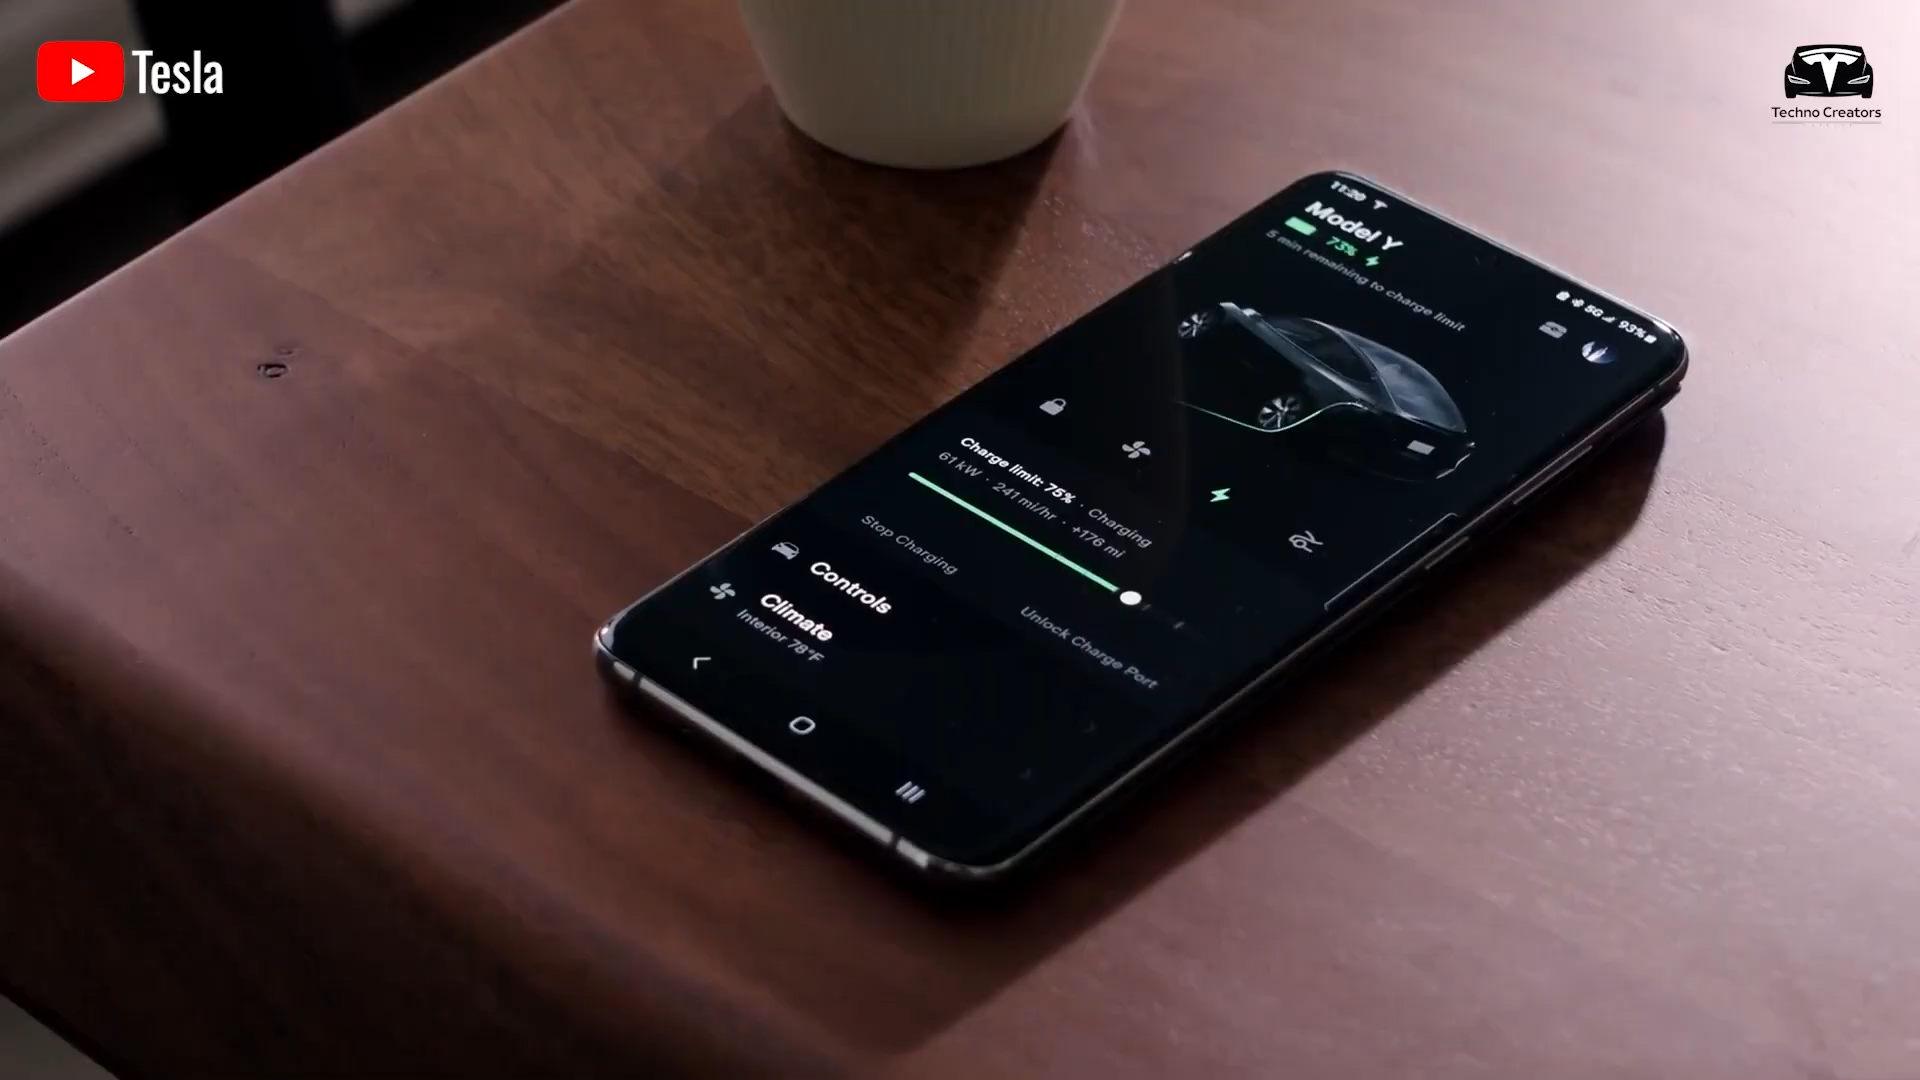 Tesla
Techno Creators
11:20
5G 93%
Model Y
73%
5 min remaining to charge limit
Charge limit: 75% · Charging
61 kW · 241 mi/hr · +176 mi
Stop Charging
Unlock Charge Port
Controls
Climate
Interior 78°F